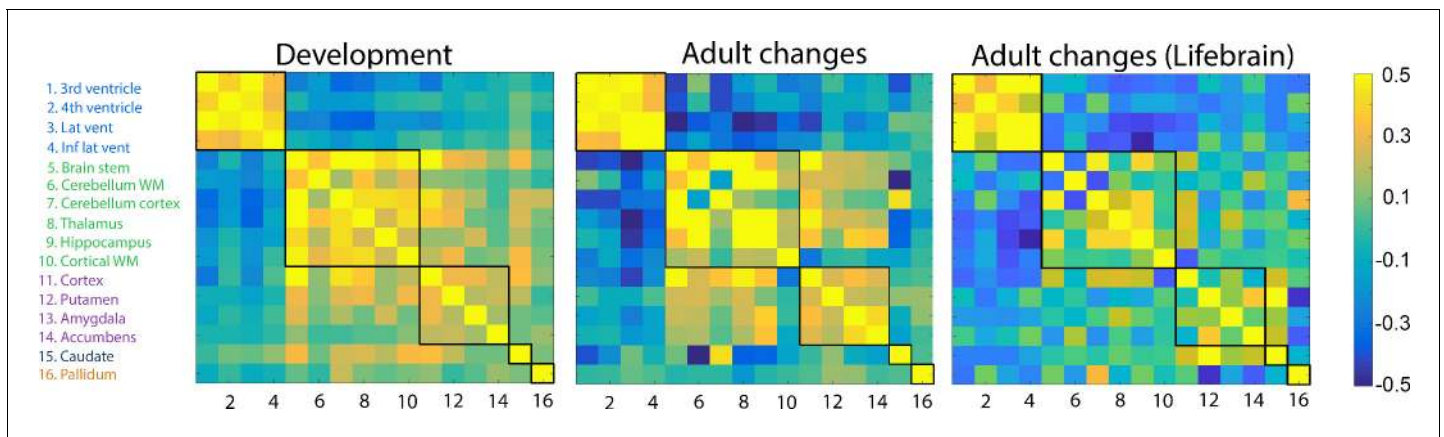 Development
Adult changes
Adult changes (Lifebrain)
1. 3rd ventricle
2. 4th ventricle
3. Lat vent
4. Inf lat vent
5. Brain stem
6. Cerebellum WM
7. Cerebellum cortex
8. Thalamus
9. Hippocampus
10. Cortical WM
11. Cortex
12. Putamen
13. Amygdala
14. Accumbens
15. Caudate
16. Pallidum
2 4 6 8 10 12 14 16
2 4 6 8 10 12 14 16
2 4 6 8 10 12 14 16
0.5
0.3
0.1
-0.1
-0.3
-0.5